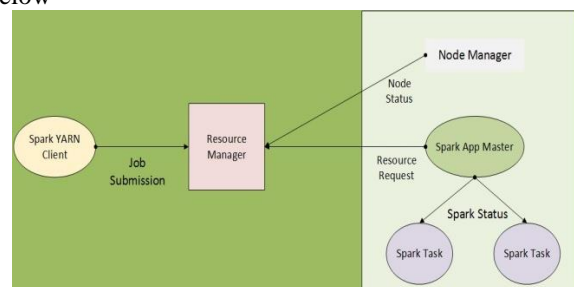 elow
Node Manager
Node
Status
Spark YARN
Client
Resource
Manager
Job
Submission
Resource
Request
Spark App Master
Spark Status
Spark Task
Spark Task